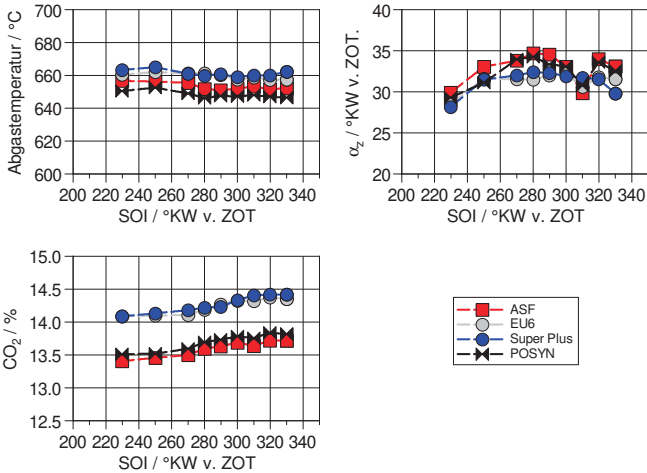 Abgastemperatur / °C
700
680
660
640
620
600
200 220 240 260 280 300 320 340
SOI / °KW v. ZOT
αz / °KW v. ZOT.
40
35
30
25
20
200 220 240 260 280 300 320 340
SOI / °KW v. ZOT
CO2 / %
15.0
14.5
14.0
13.5
13.0
12.5
200 220 240 260 280 300 320 340
SOI / °KW v. ZOT
ASF
EU6
Super Plus
POSYN